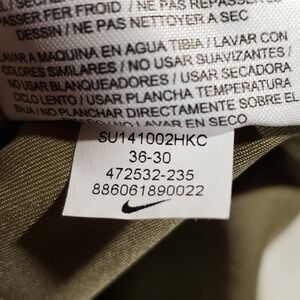 PASSER FER FROID / NE PAS REPASSER
DESSIN / NE PAS NETTOYER A SEC
LAVAR A MAQUINA EN AGUA TIBIA / LAVAR CON
COLORES SIMILARES / NO USAR SUAVIZANTES /
NO USAR BLANQUEADORES / USAR SECADORA
CICLO LENTO / USAR PLANCHA TEMPERATURA
BAJA / NO PLANCHAR DIRECTAMENTE SOBRE EL
NO LAVAR EN SECO
SU141002HKC
36-30
472532-235
886061890022